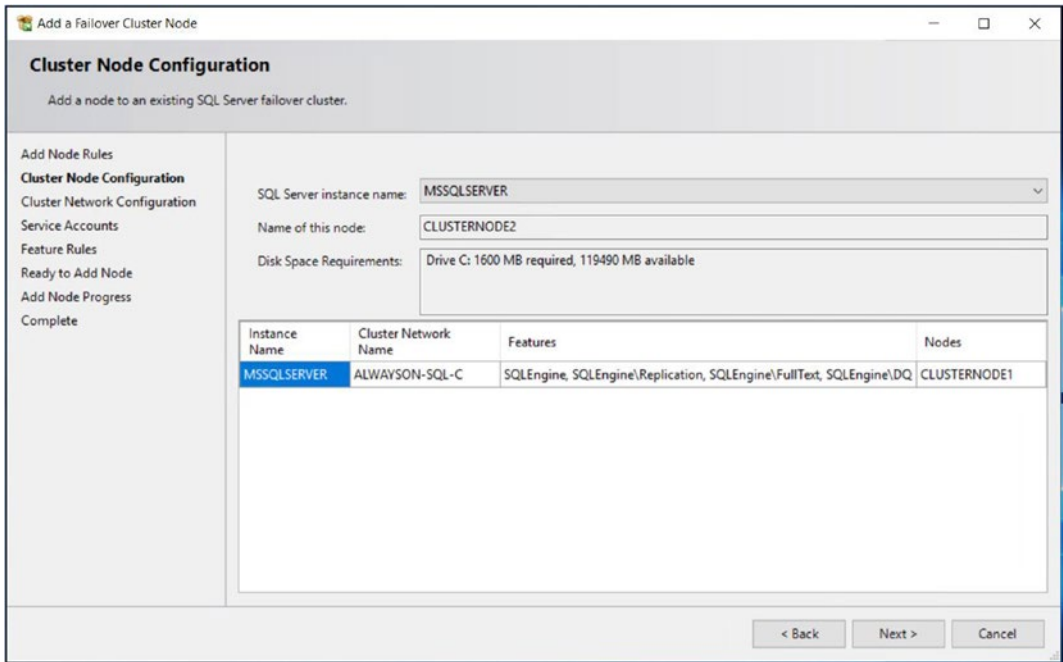 Add a Failover Cluster Node
Cluster Node Configuration
Add a node to an existing SQL Server failover cluster.
Add Node Rules
Cluster Node Configuration
Cluster Network Configuration
Service Accounts
Feature Rules
Ready to Add Node
Add Node Progress
Complete
SQL Server instance name: MSSQLSERVER
Name of this node: CLUSTERNODE2
Disk Space Requirements: Drive C: 1600 MB required, 119490 MB available
Instance Name Cluster Network Name Features Nodes
MSSQLSERVER ALWAYSON-SQL-C SQLEngine, SQLEngine\Replication, SQLEngine\FullText, SQLEngine\DQ CLUSTERNODE1
< Back Next > Cancel